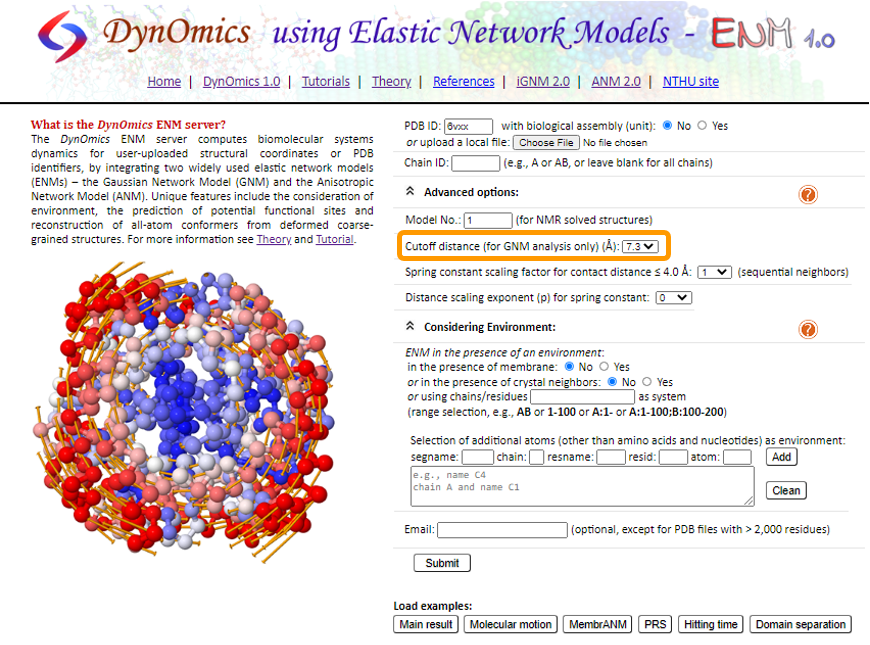 DynOmics using Elastic Network Models - ENM 1.0
Home | DynOmics 1.0 | Tutorials | Theory | References | iGNM 2.0 | ANM 2.0 | NTHU site
What is the DynOmics ENM server?
The DynOmics ENM server computes biomolecular systems
dynamics for user-uploaded structural coordinates or PDB
identifiers, by integrating two widely used elastic network models
(ENMs) – the Gaussian Network Model (GNM) and the Anisotropic
Network Model (ANM). Unique features include the consideration of
environment, the prediction of potential functional sites and
reconstruction of all-atom conformers from deformed coarse-
grained structures. For more information see Theory and Tutorial.
PDB ID: 6vxx with biological assembly (unit): No Yes
or upload a local file: Choose File No file chosen
Chain ID: (e.g., A or AB, or leave blank for all chains)
Advanced options: ?
Model No.: 1 (for NMR solved structures)
Cutoff distance (for GNM analysis only) (Å): 7.3
Spring constant scaling factor for contact distance ≤ 4.0 Å: 1 (sequential neighbors)
Distance scaling exponent (p) for spring constant: 0
Considering Environment: ?
ENM in the presence of an environment:
in the presence of membrane: No Yes
or in the presence of crystal neighbors: No Yes
or using chains/residues as system
(range selection, e.g., AB or 1-100 or A:1- or A:1-100;B:100-200)
Selection of additional atoms (other than amino acids and nucleotides) as environment:
segname: chain: resname: resid: atom: Add
e.g., name C4
chain A and name C1
Clean
Email: (optional, except for PDB files with > 2,000 residues)
Submit
Load examples:
Main result Molecular motion MembrANM PRS Hitting time Domain separation